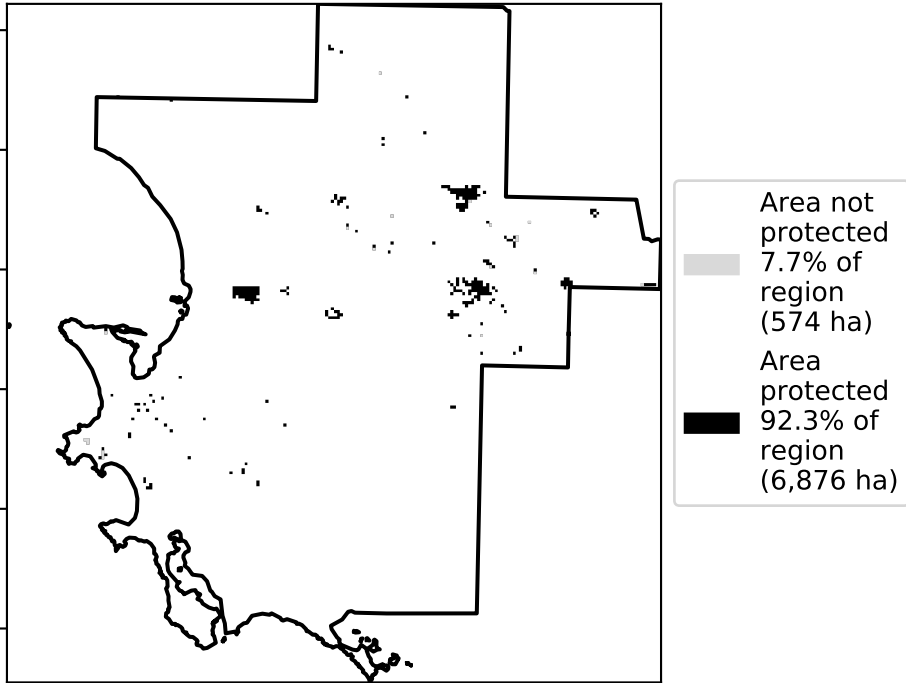 Area not
protected
7.7% of
region
(574 ha)
Area
protected
92.3% of
region
(6,876 ha)